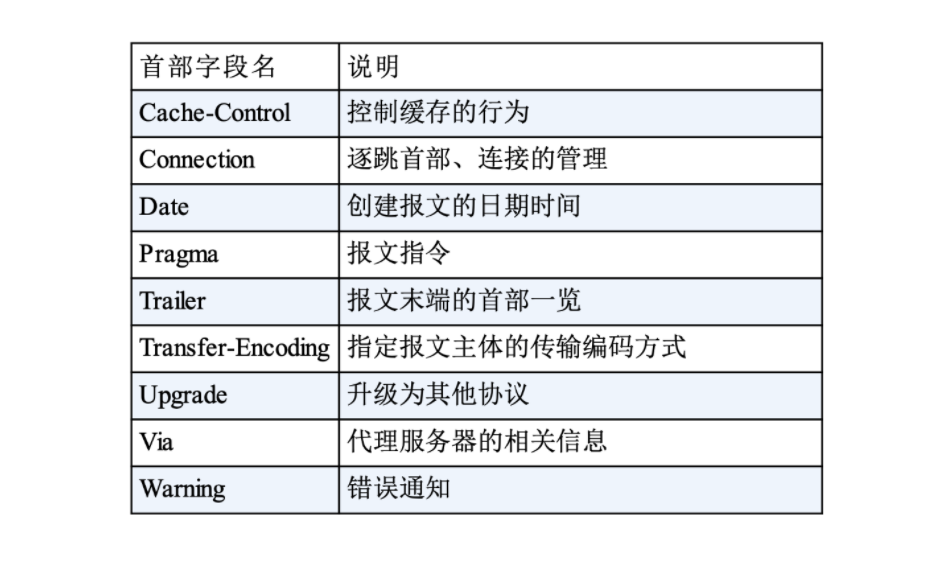 首部字段名 说明
Cache-Control 控制缓存的行为
Connection 逐跳首部、连接的管理
Date 创建报文的日期时间
Pragma 报文指令
Trailer 报文末端的首部一览
Transfer-Encoding 指定报文主体的传输编码方式
Upgrade 升级为其他协议
Via 代理服务器的相关信息
Warning 错误通知